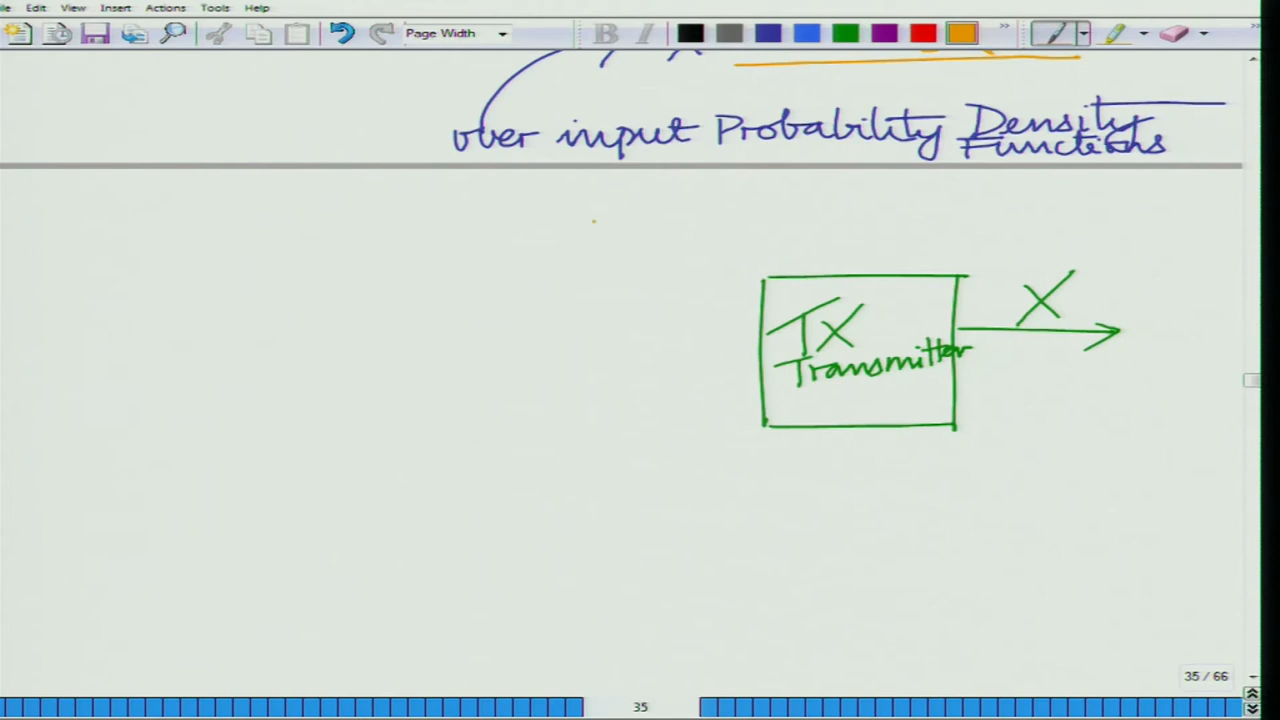 File Edit View Insert Actions Tools Help
B I Page Width
over input Probability Density
Functions
X
TX
Transmitter
35 / 66
35